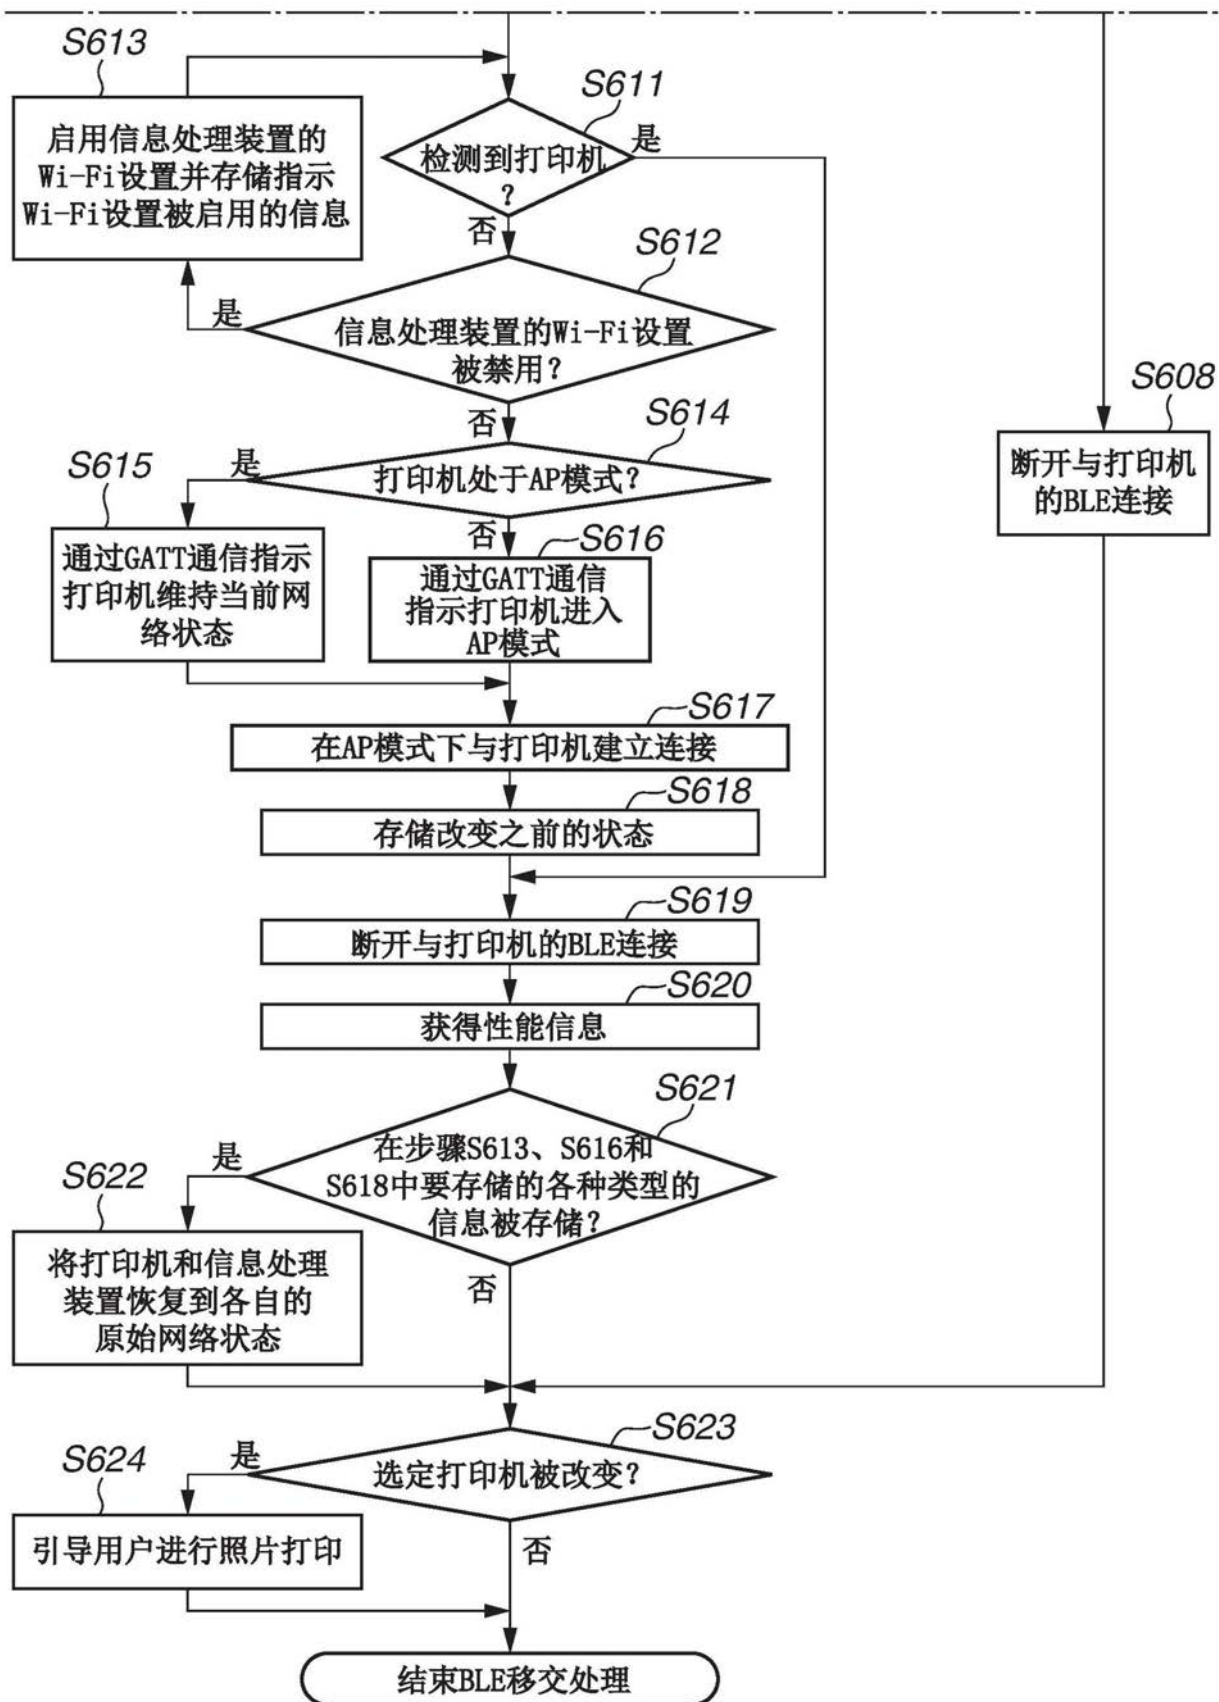 S613
启用信息处理装置的
Wi-Fi设置并存储指示
Wi-Fi设置被启用的信息
S611
检测到打印机
?
是
否
S612
信息处理装置的Wi-Fi设置
被禁用?
是
否
S608
断开与打印机
的BLE连接
S614
打印机处于AP模式?
是
否
S615
通过GATT通信指示
打印机维持当前网
络状态
S616
通过GATT通信
指示打印机进入
AP模式
S617
在AP模式下与打印机建立连接
S618
存储改变之前的状态
S619
断开与打印机的BLE连接
S620
获得性能信息
S621
在步骤S613、S616和
S618中要存储的各种类型的
信息被存储?
是
否
S622
将打印机和信息处理
装置恢复到各自的
原始网络状态
S623
选定打印机被改变?
是
否
S624
引导用户进行照片打印
结束BLE移交处理